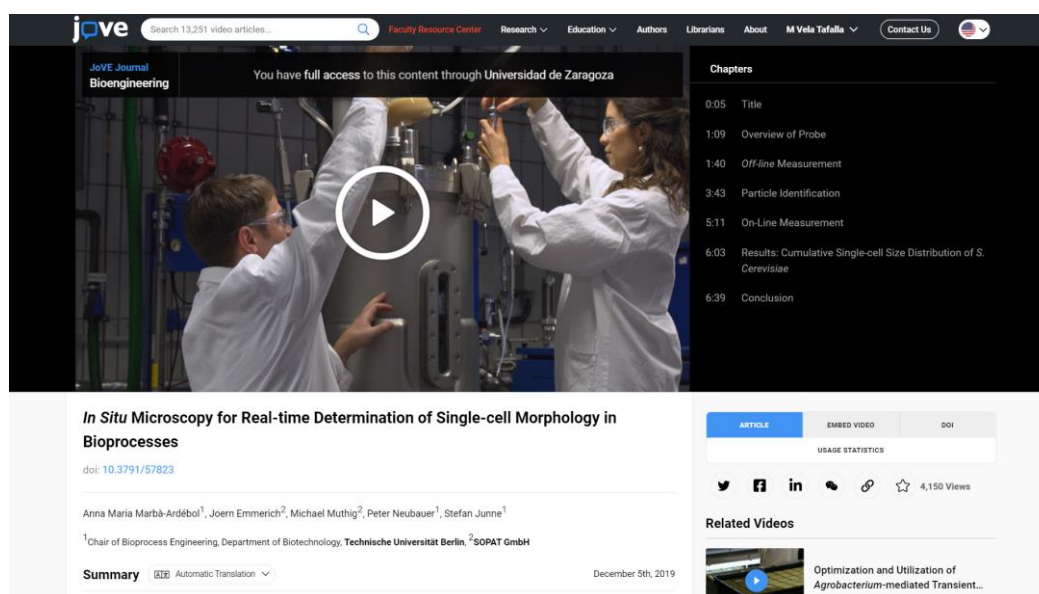 jove
Search 13,251 video articles...
Faculty Resource Center
Research
Education
Authors
Librarians
About
M Vela Tafalla
Contact Us
JoVE Journal
Bioengineering
You have full access to this content through Universidad de Zaragoza
Chapters
0:05 Title
1:09 Overview of Probe
1:40 Off-line Measurement
3:43 Particle Identification
5:11 On-Line Measurement
6:03 Results: Cumulative Single-cell Size Distribution of S.
Cerevisiae
6:39 Conclusion
In Situ Microscopy for Real-time Determination of Single-cell Morphology in
Bioprocesses
doi: 10.3791/57823
Anna Maria Marbà-Ardébol1, Joern Emmerich2, Michael Muthig2, Peter Neubauer1, Stefan Junne1
1Chair of Bioprocess Engineering, Department of Biotechnology, Technische Universität Berlin, 2SOPAT GmbH
Summary
Automatic Translation
December 5th, 2019
ARTICLE
EMBED VIDEO
DOI
USAGE STATISTICS
4,150 Views
Related Videos
Optimization and Utilization of
Agrobacterium-mediated Transient...